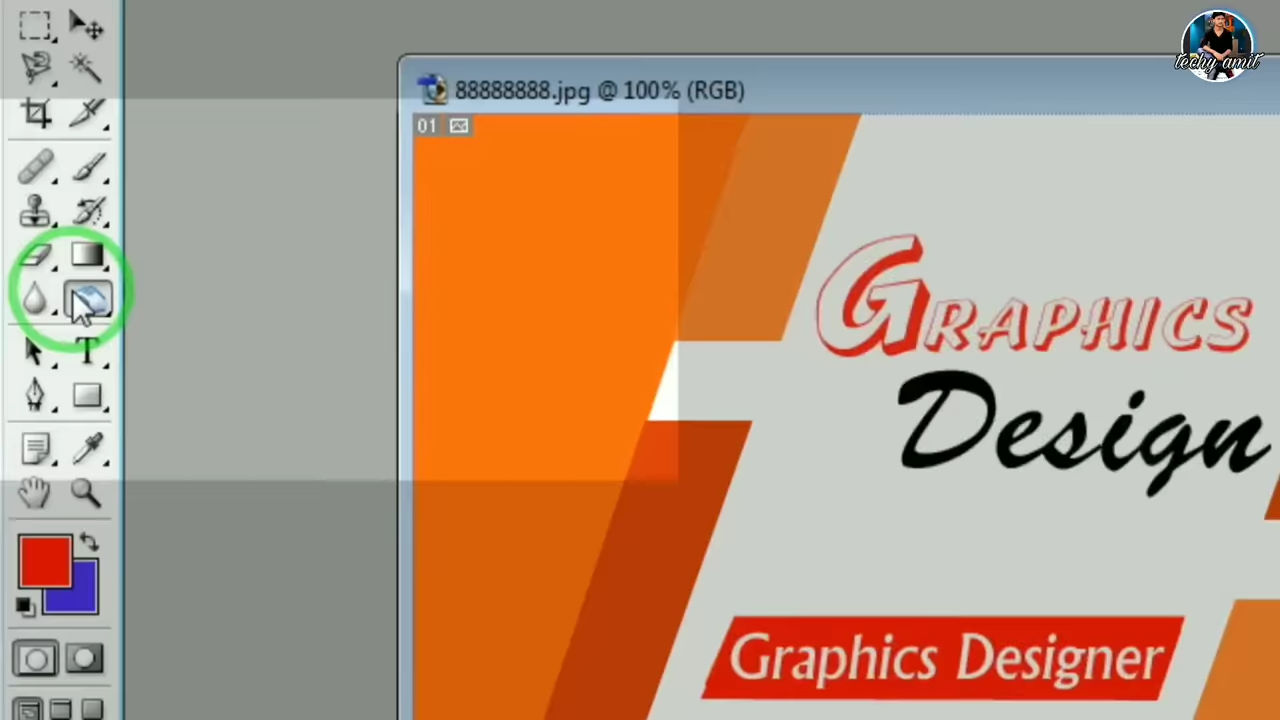 techy amit
88888888.jpg @ 100% (RGB)
01
GRAPHICS
Design
Graphics Designer
T